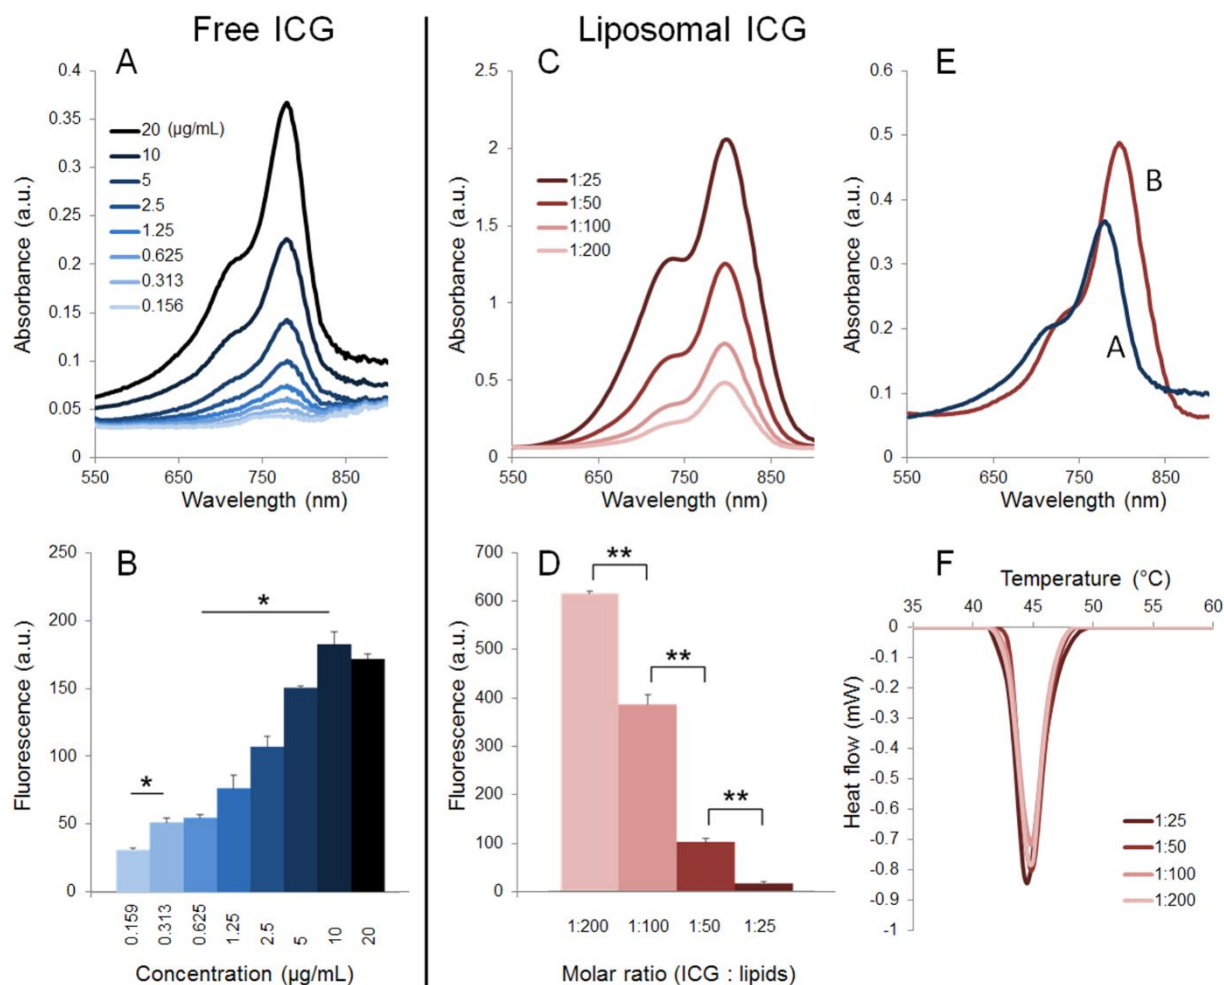 Free ICG
Liposomal ICG
A
Absorbance (a.u.)
0.4
0.35
0.3
0.25
0.2
0.15
0.1
0.05
0
20 (µg/mL)
10
5
2.5
1.25
0.625
0.313
0.156
550 650 750 850
Wavelength (nm)
C
Absorbance (a.u.)
2.5
2
1.5
1
0.5
0
1:25
1:50
1:100
1:200
550 650 750 850
Wavelength (nm)
E
Absorbance (a.u.)
0.6
0.5
0.4
0.3
0.2
0.1
0
B
A
550 650 750 850
Wavelength (nm)
B
Fluorescence (a.u.)
250
200
150
100
50
0
*
*
0.159 0.313 0.625 1.25 2.5 5 10 20
Concentration (µg/mL)
D
Fluorescence (a.u.)
700
600
500
400
300
200
100
0
**
**
**
1:200 1:100 1:50 1:25
Molar ratio (ICG : lipids)
F
Temperature (°C)
35 40 45 50 55 60
Heat flow (mW)
0
-0.1
-0.2
-0.3
-0.4
-0.5
-0.6
-0.7
-0.8
-0.9
-1
1:25
1:50
1:100
1:200